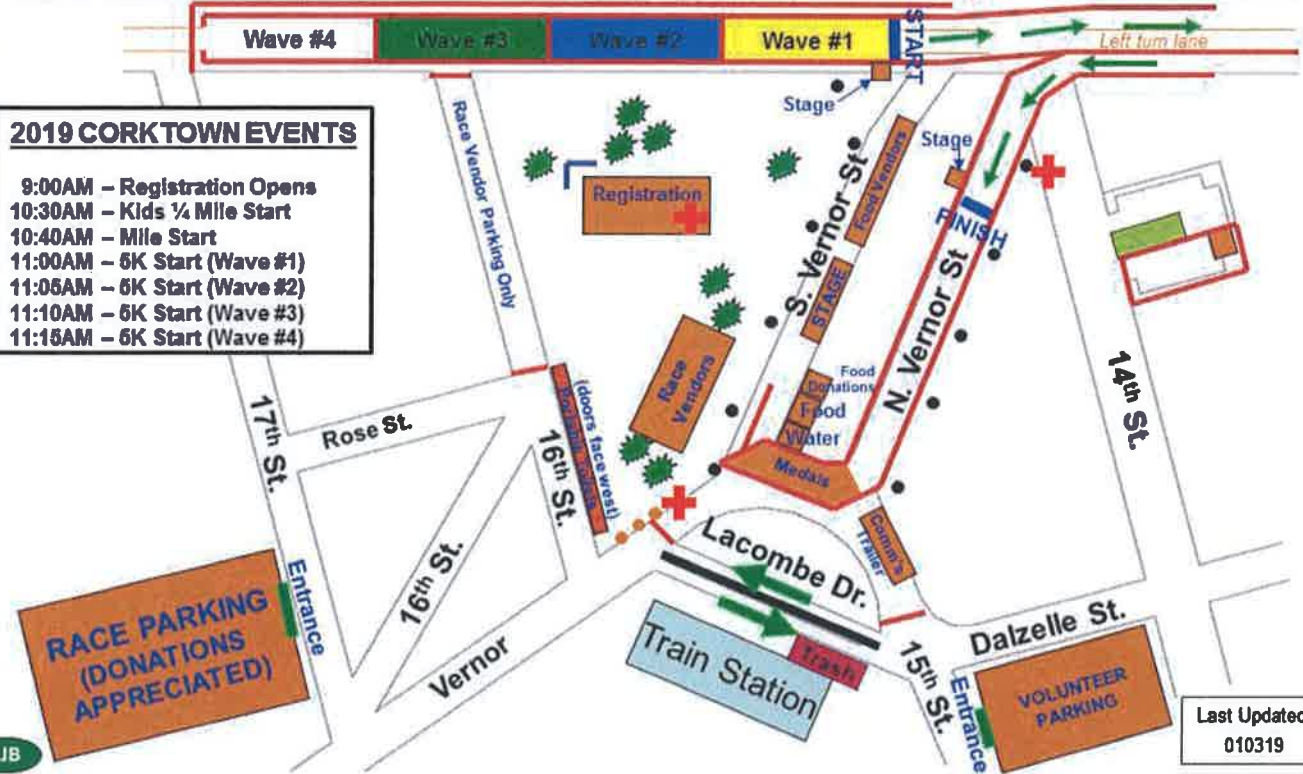 Wave #4
Wave #3
Wave #2
Wave #1
START
Left turn lane
Stage
Stage
2019 CORKTOWN EVENTS
9:00AM – Registration Opens
10:30AM – Kids ¼ Mile Start
10:40AM – Mile Start
11:00AM – 5K Start (Wave #1)
11:05AM – 5K Start (Wave #2)
11:10AM – 5K Start (Wave #3)
11:15AM – 5K Start (Wave #4)
Race Vendor Parking Only
Registration
S. Vernor St
Food Vendors
FINISH
STAGE
N. Vernor St
14th St.
Race
Vendors
Food
Donations
Food
Water
Medals
17th St.
Rose St.
16th St.
(doors face west)
16th St.
Vernor
Lacombe Dr.
Comm's
Trailer
Train Station
Trash
15th St.
Dalzelle St.
Entrance
RACE PARKING
(DONATIONS
APPRECIATED)
Entrance
VOLUNTEER
PARKING
Last Updated
010319
JB